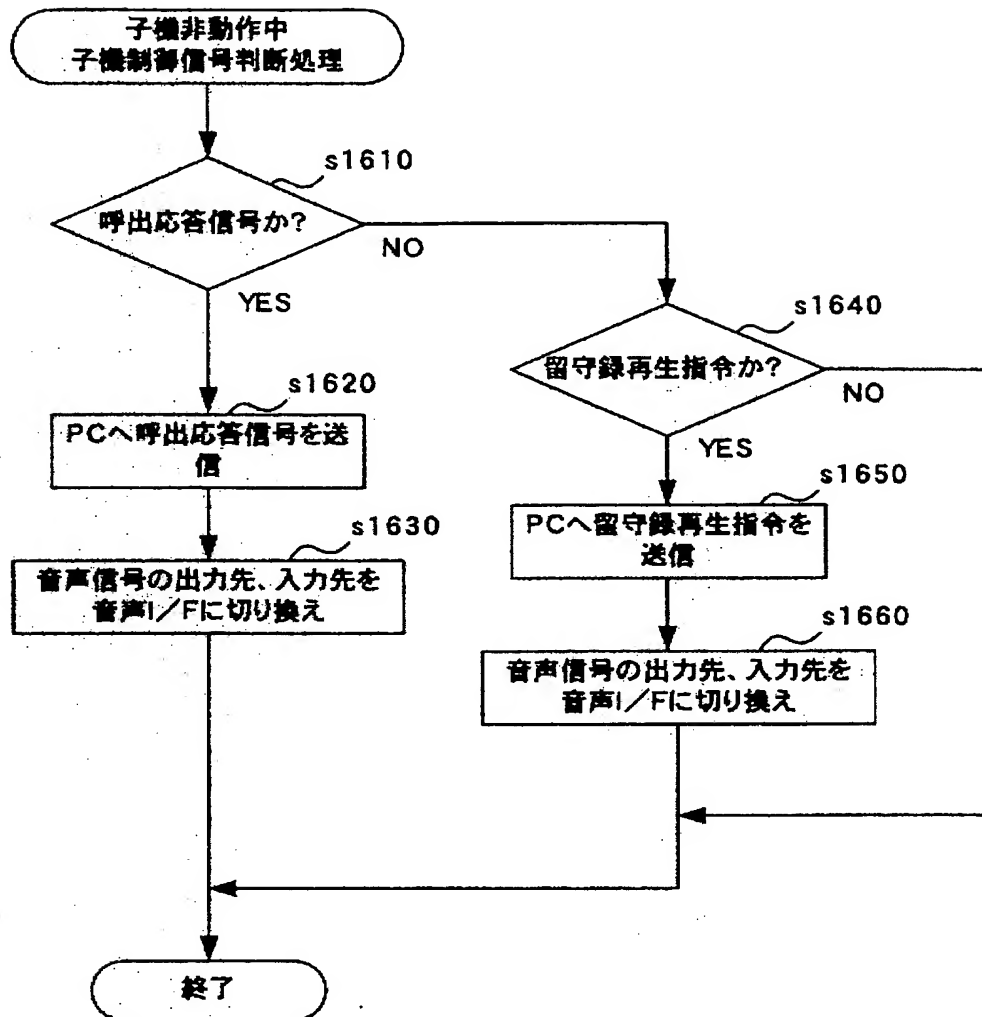 子機非動作中
子機制御信号判断処理
s1610
呼出応答信号か?
NO
YES
s1620
PCへ呼出応答信号を送
信
s1630
音声信号の出力先、入力先を
音声I/Fに切り換え
s1640
留守録再生指令か?
NO
YES
s1650
PCへ留守録再生指令を
送信
s1660
音声信号の出力先、入力先を
音声I/Fに切り換え
終了